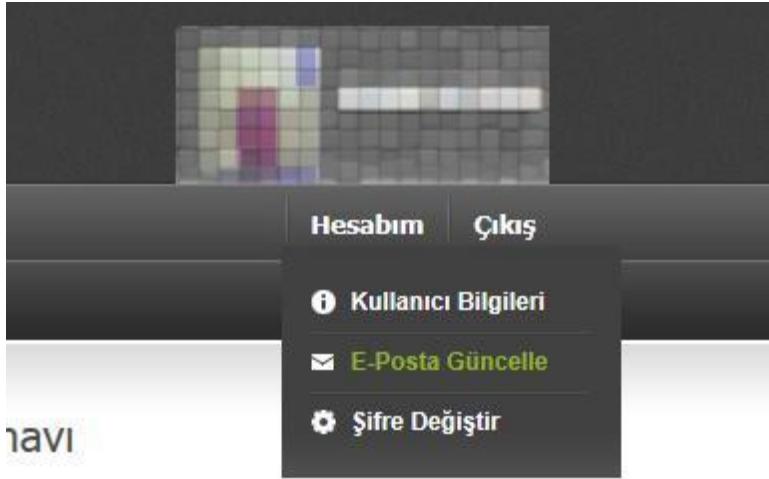 Hesabım Çıkış
Kullanıcı Bilgileri
E-Posta Güncelle
Şifre Değiştir
navı